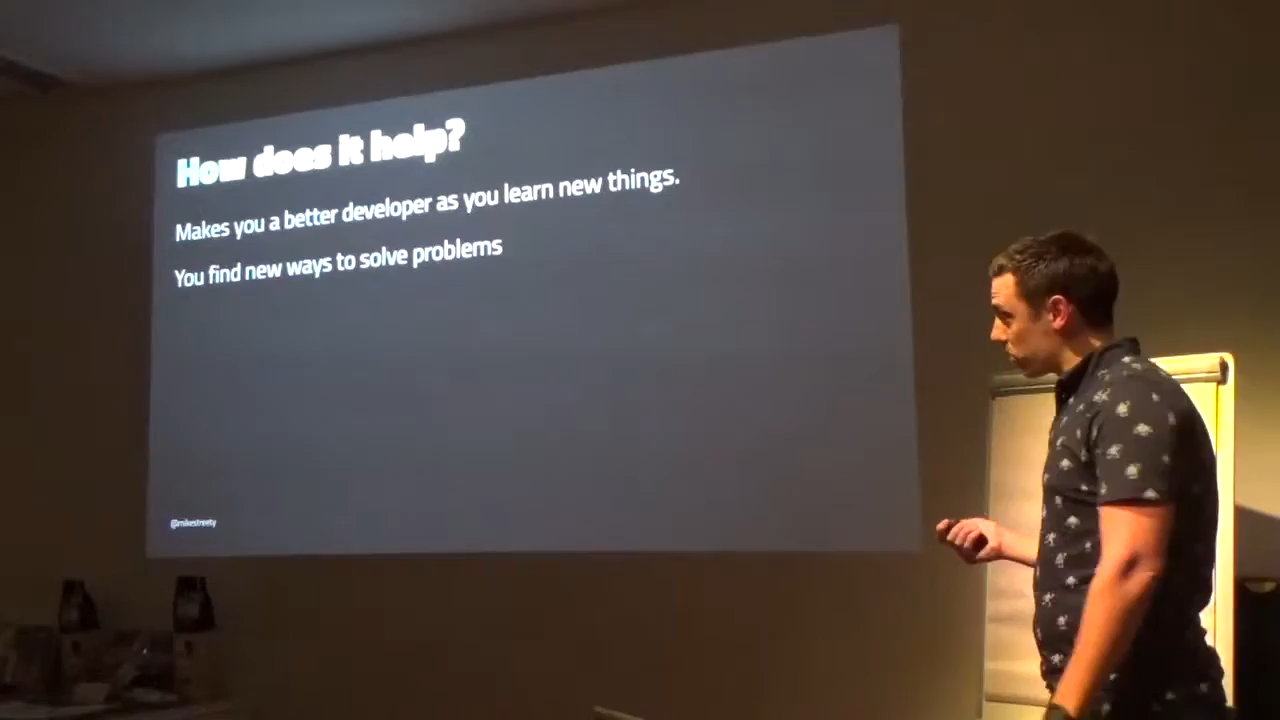 How does it help?
Makes you a better developer as you learn new things.
You find new ways to solve problems
@mikestreety